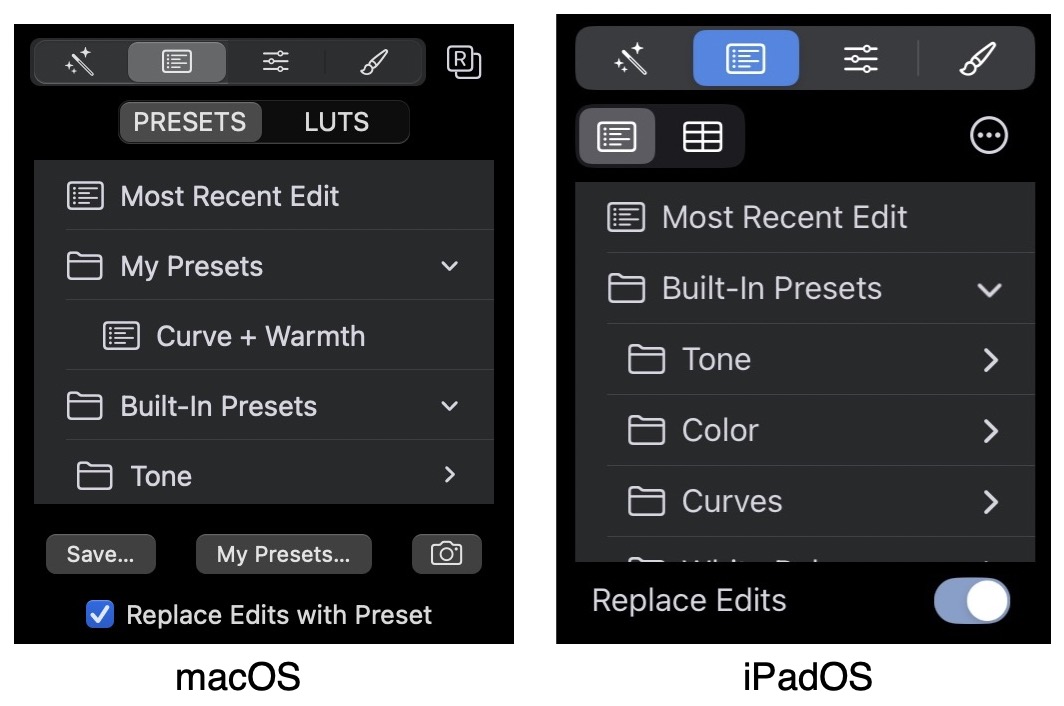 R
PRESETS LUTS
Most Recent Edit
My Presets
Curve + Warmth
Built-In Presets
Tone
Save...
My Presets...
Replace Edits with Preset
macOS
Most Recent Edit
Built-In Presets
Tone
Color
Curves
Replace Edits
iPadOS